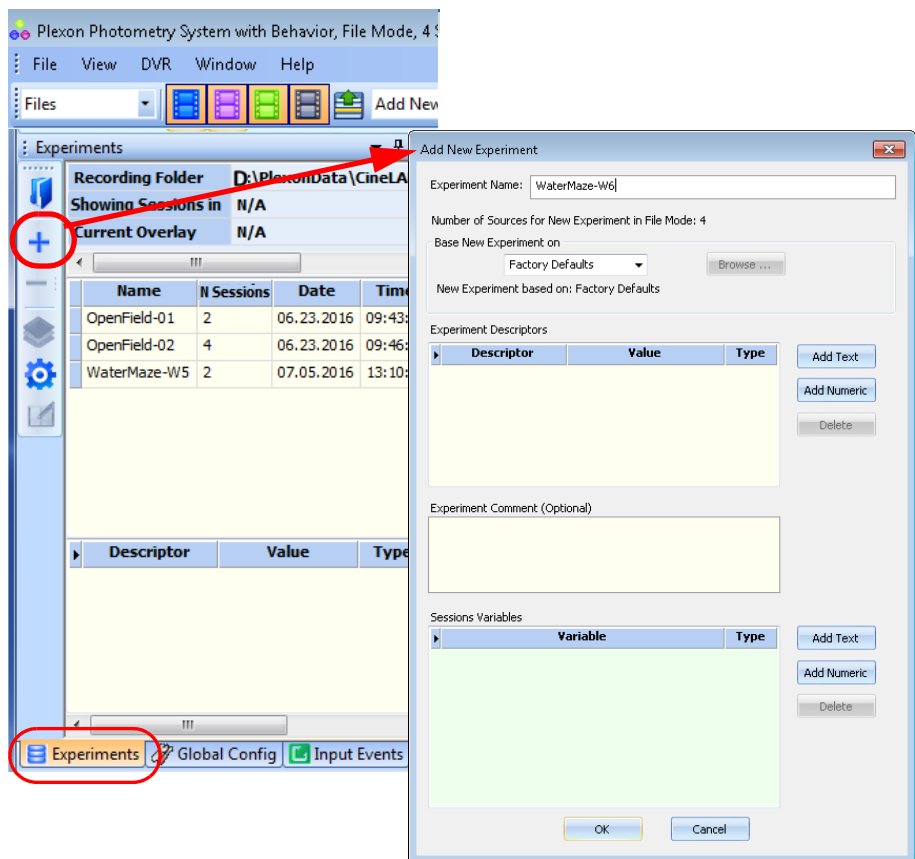 Plexon Photometry System with Behavior, File Mode, 4
File View DVR Window Help
Files
Add New
Experiments
Recording Folder D:\PlexonData\CineLA
Showing Sessions in N/A
Current Overlay N/A
Name N Sessions Date Time
OpenField-01 2 06.23.2016 09:43:
OpenField-02 4 06.23.2016 09:46:
WaterMaze-W5 2 07.05.2016 13:10:
Descriptor Value Type
Experiments Global Config Input Events
Add New Experiment
Experiment Name: WaterMaze-W6
Number of Sources for New Experiment in File Mode: 4
Base New Experiment on
Factory Defaults Browse ...
New Experiment based on: Factory Defaults
Experiment Descriptors
Descriptor Value Type
Add Text
Add Numeric
Delete
Experiment Comment (Optional)
Sessions Variables
Variable Type
Add Text
Add Numeric
Delete
OK Cancel